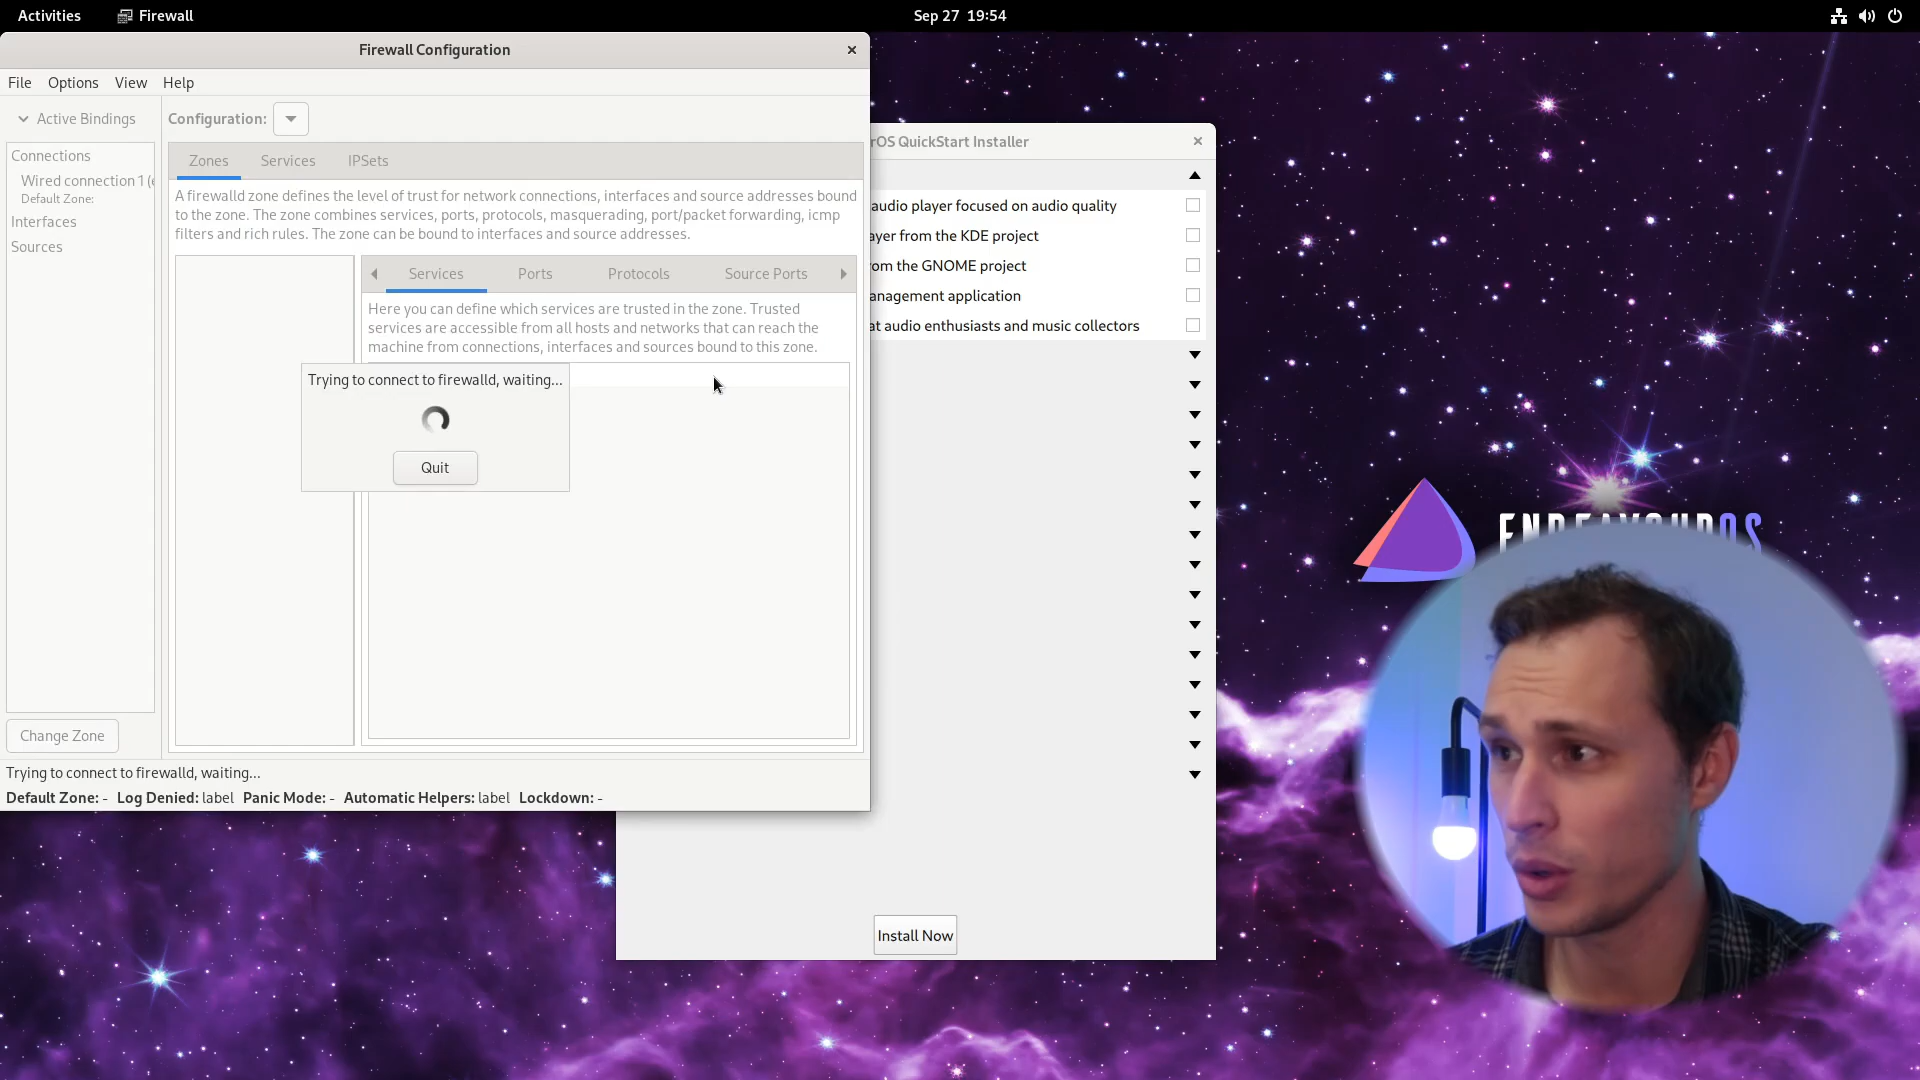 Activities
Firewall
Sep 27 19:54
Firewall Configuration
File Options View Help
Active Bindings
Configuration:
Connections
Wired connection 1 (
Default Zone:
Interfaces
Sources
Change Zone
Zones Services IPSets
A firewalld zone defines the level of trust for network connections, interfaces and source addresses bound
to the zone. The zone combines services, ports, protocols, masquerading, port/packet forwarding, icmp
filters and rich rules. The zone can be bound to interfaces and source addresses.
Services Ports Protocols Source Ports
Here you can define which services are trusted in the zone. Trusted
services are accessible from all hosts and networks that can reach the
machine from connections, interfaces and sources bound to this zone.
Trying to connect to firewalld, waiting...
Quit
Trying to connect to firewalld, waiting...
Default Zone: - Log Denied: label Panic Mode: - Automatic Helpers: label Lockdown: -
rOS QuickStart Installer
audio player focused on audio quality
ayer from the KDE project
om the GNOME project
anagement application
at audio enthusiasts and music collectors
Install Now
ENDEAVOUROS